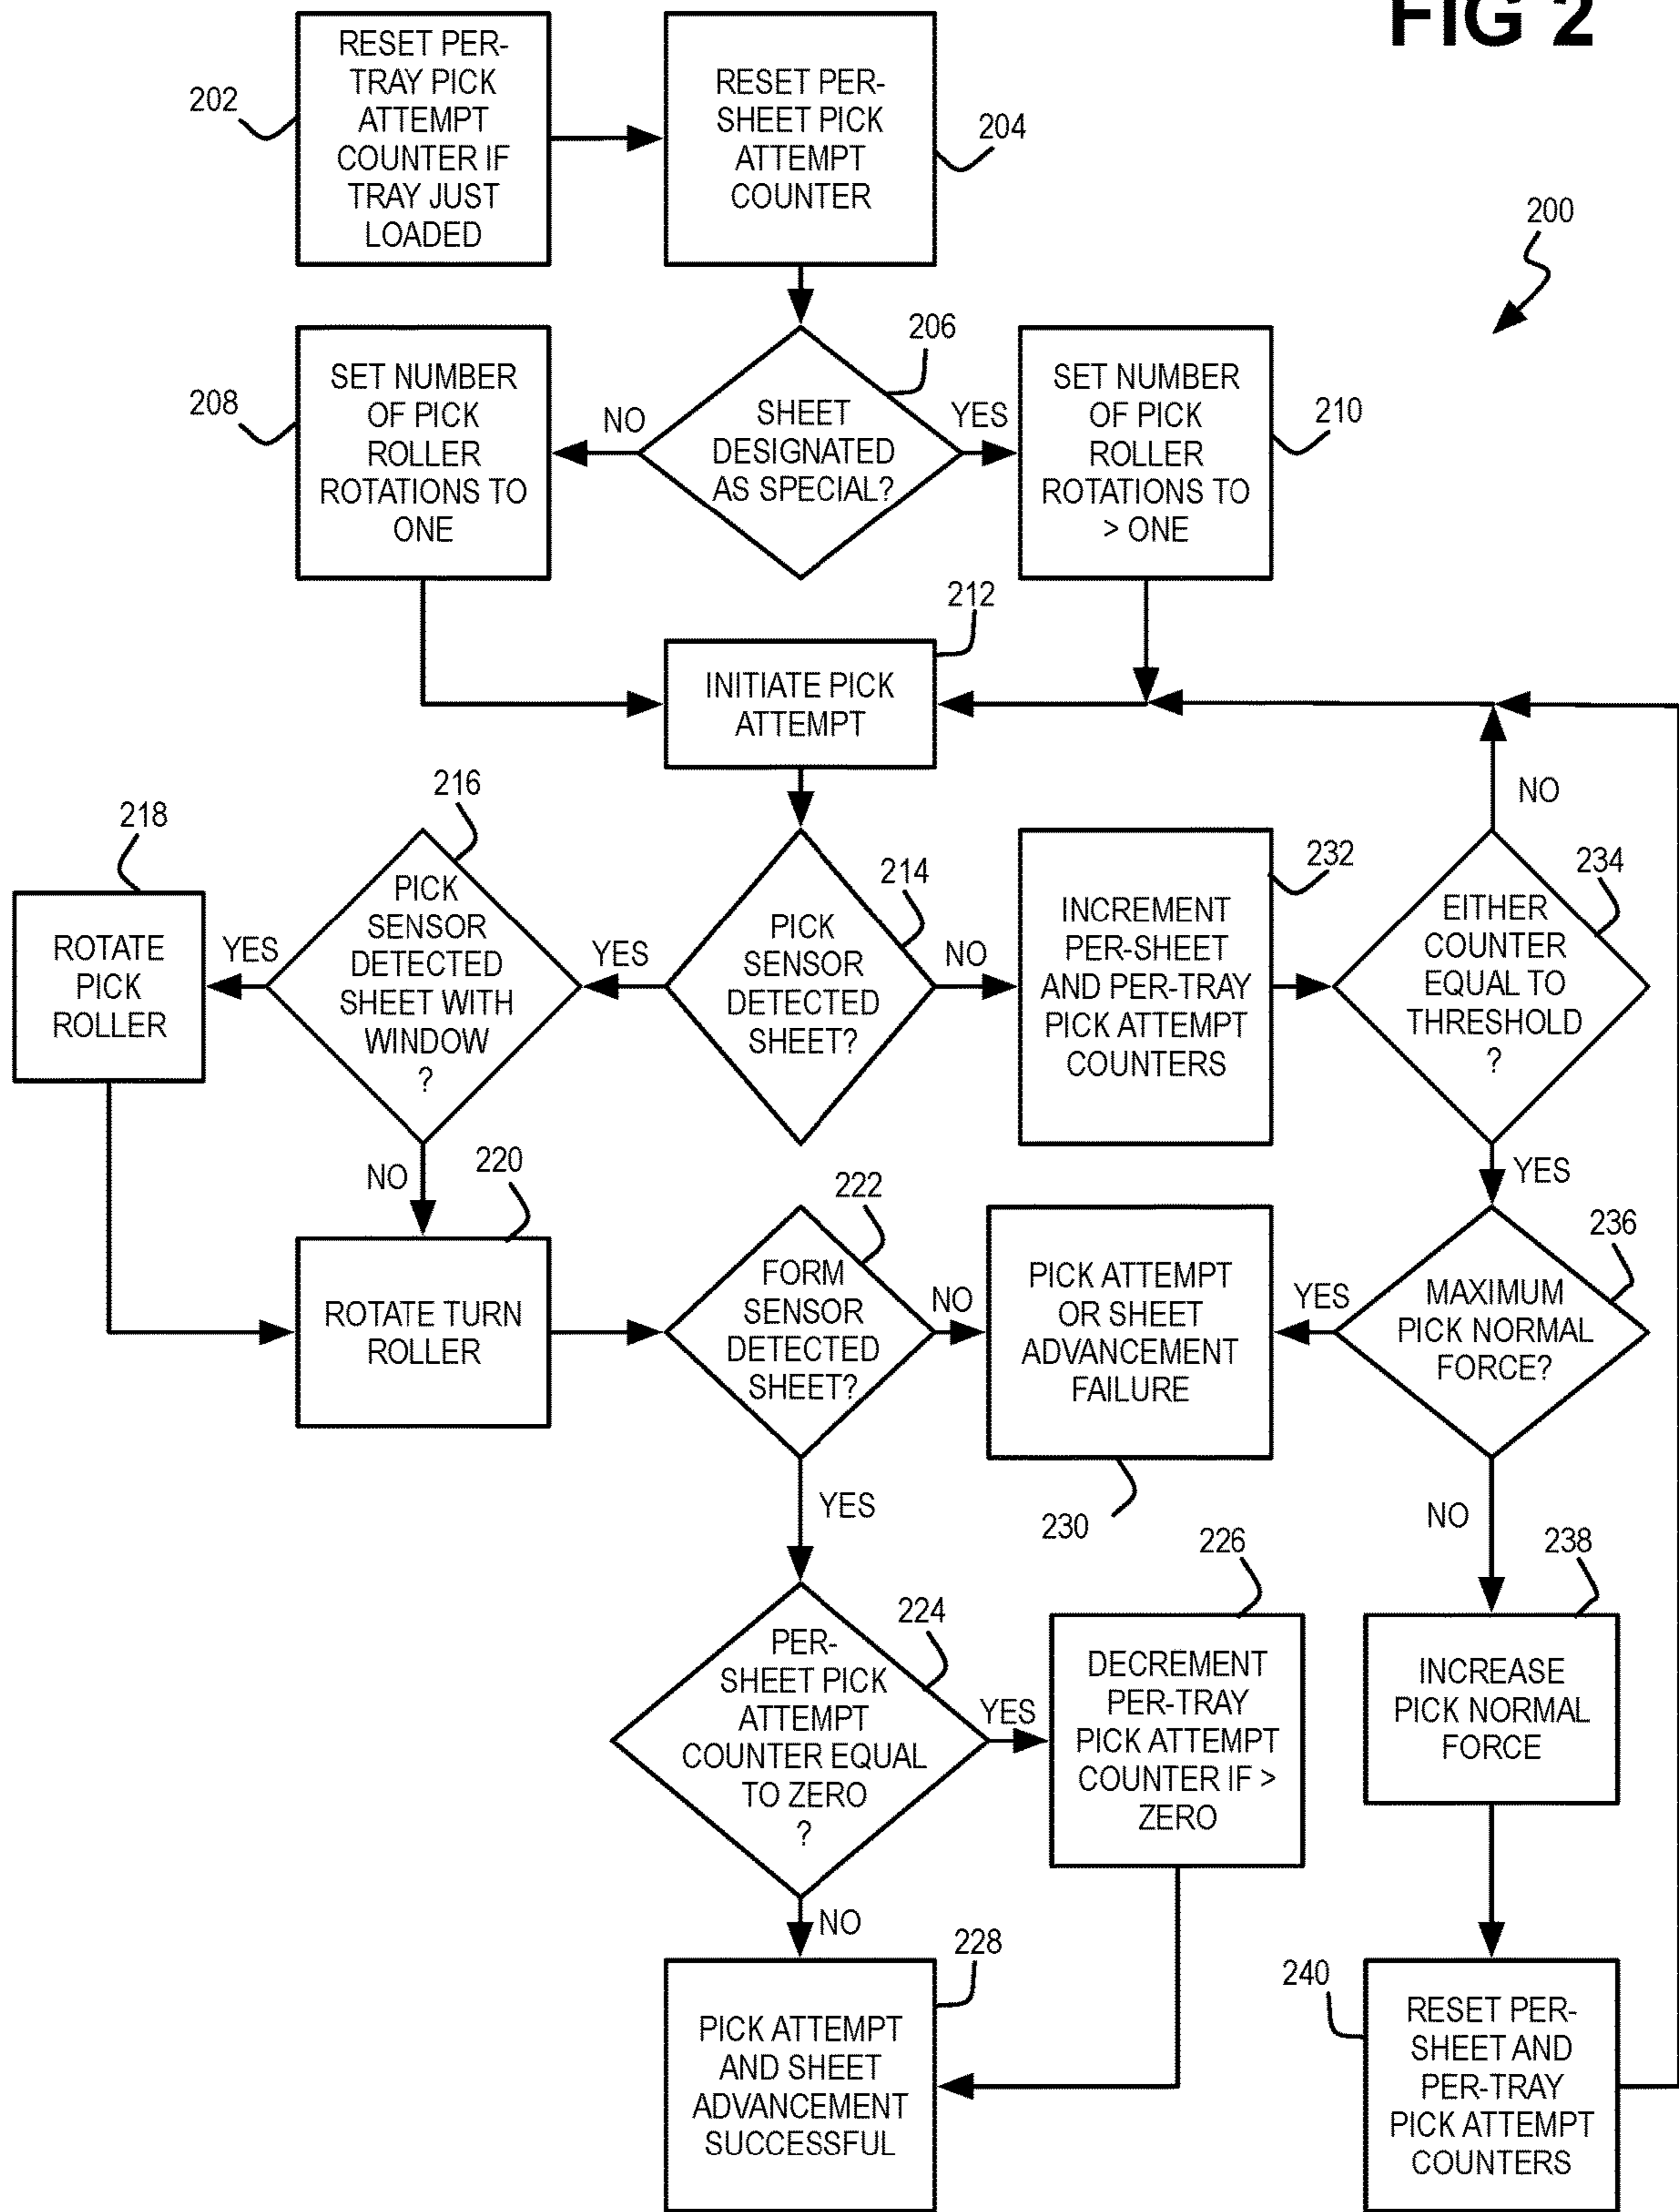 FIG 2
202
RESET PER-
TRAY PICK
ATTEMPT
COUNTER IF
TRAY JUST
LOADED
RESET PER-
SHEET PICK
ATTEMPT
COUNTER
204
200
208
SET NUMBER
OF PICK
ROLLER
ROTATIONS TO
ONE
NO
206
SHEET
DESIGNATED
AS SPECIAL?
YES
SET NUMBER
OF PICK
ROLLER
ROTATIONS TO
> ONE
210
212
INITIATE PICK
ATTEMPT
218
ROTATE
PICK
ROLLER
YES
216
PICK
SENSOR
DETECTED
SHEET WITH
WINDOW
?
YES
214
PICK
SENSOR
DETECTED
SHEET?
NO
INCREMENT
PER-SHEET
AND PER-TRAY
PICK ATTEMPT
COUNTERS
232
NO
234
EITHER
COUNTER
EQUAL TO
THRESHOLD
?
NO
220
YES
ROTATE TURN
ROLLER
222
FORM
SENSOR
DETECTED
SHEET?
NO
PICK ATTEMPT
OR SHEET
ADVANCEMENT
FAILURE
230
YES
236
MAXIMUM
PICK NORMAL
FORCE?
YES
NO
224
PER-
SHEET PICK
ATTEMPT
COUNTER EQUAL
TO ZERO
?
YES
226
DECREMENT
PER-TRAY
PICK ATTEMPT
COUNTER IF >
ZERO
238
INCREASE
PICK NORMAL
FORCE
NO
228
PICK ATTEMPT
AND SHEET
ADVANCEMENT
SUCCESSFUL
240
RESET PER-
SHEET AND
PER-TRAY
PICK ATTEMPT
COUNTERS